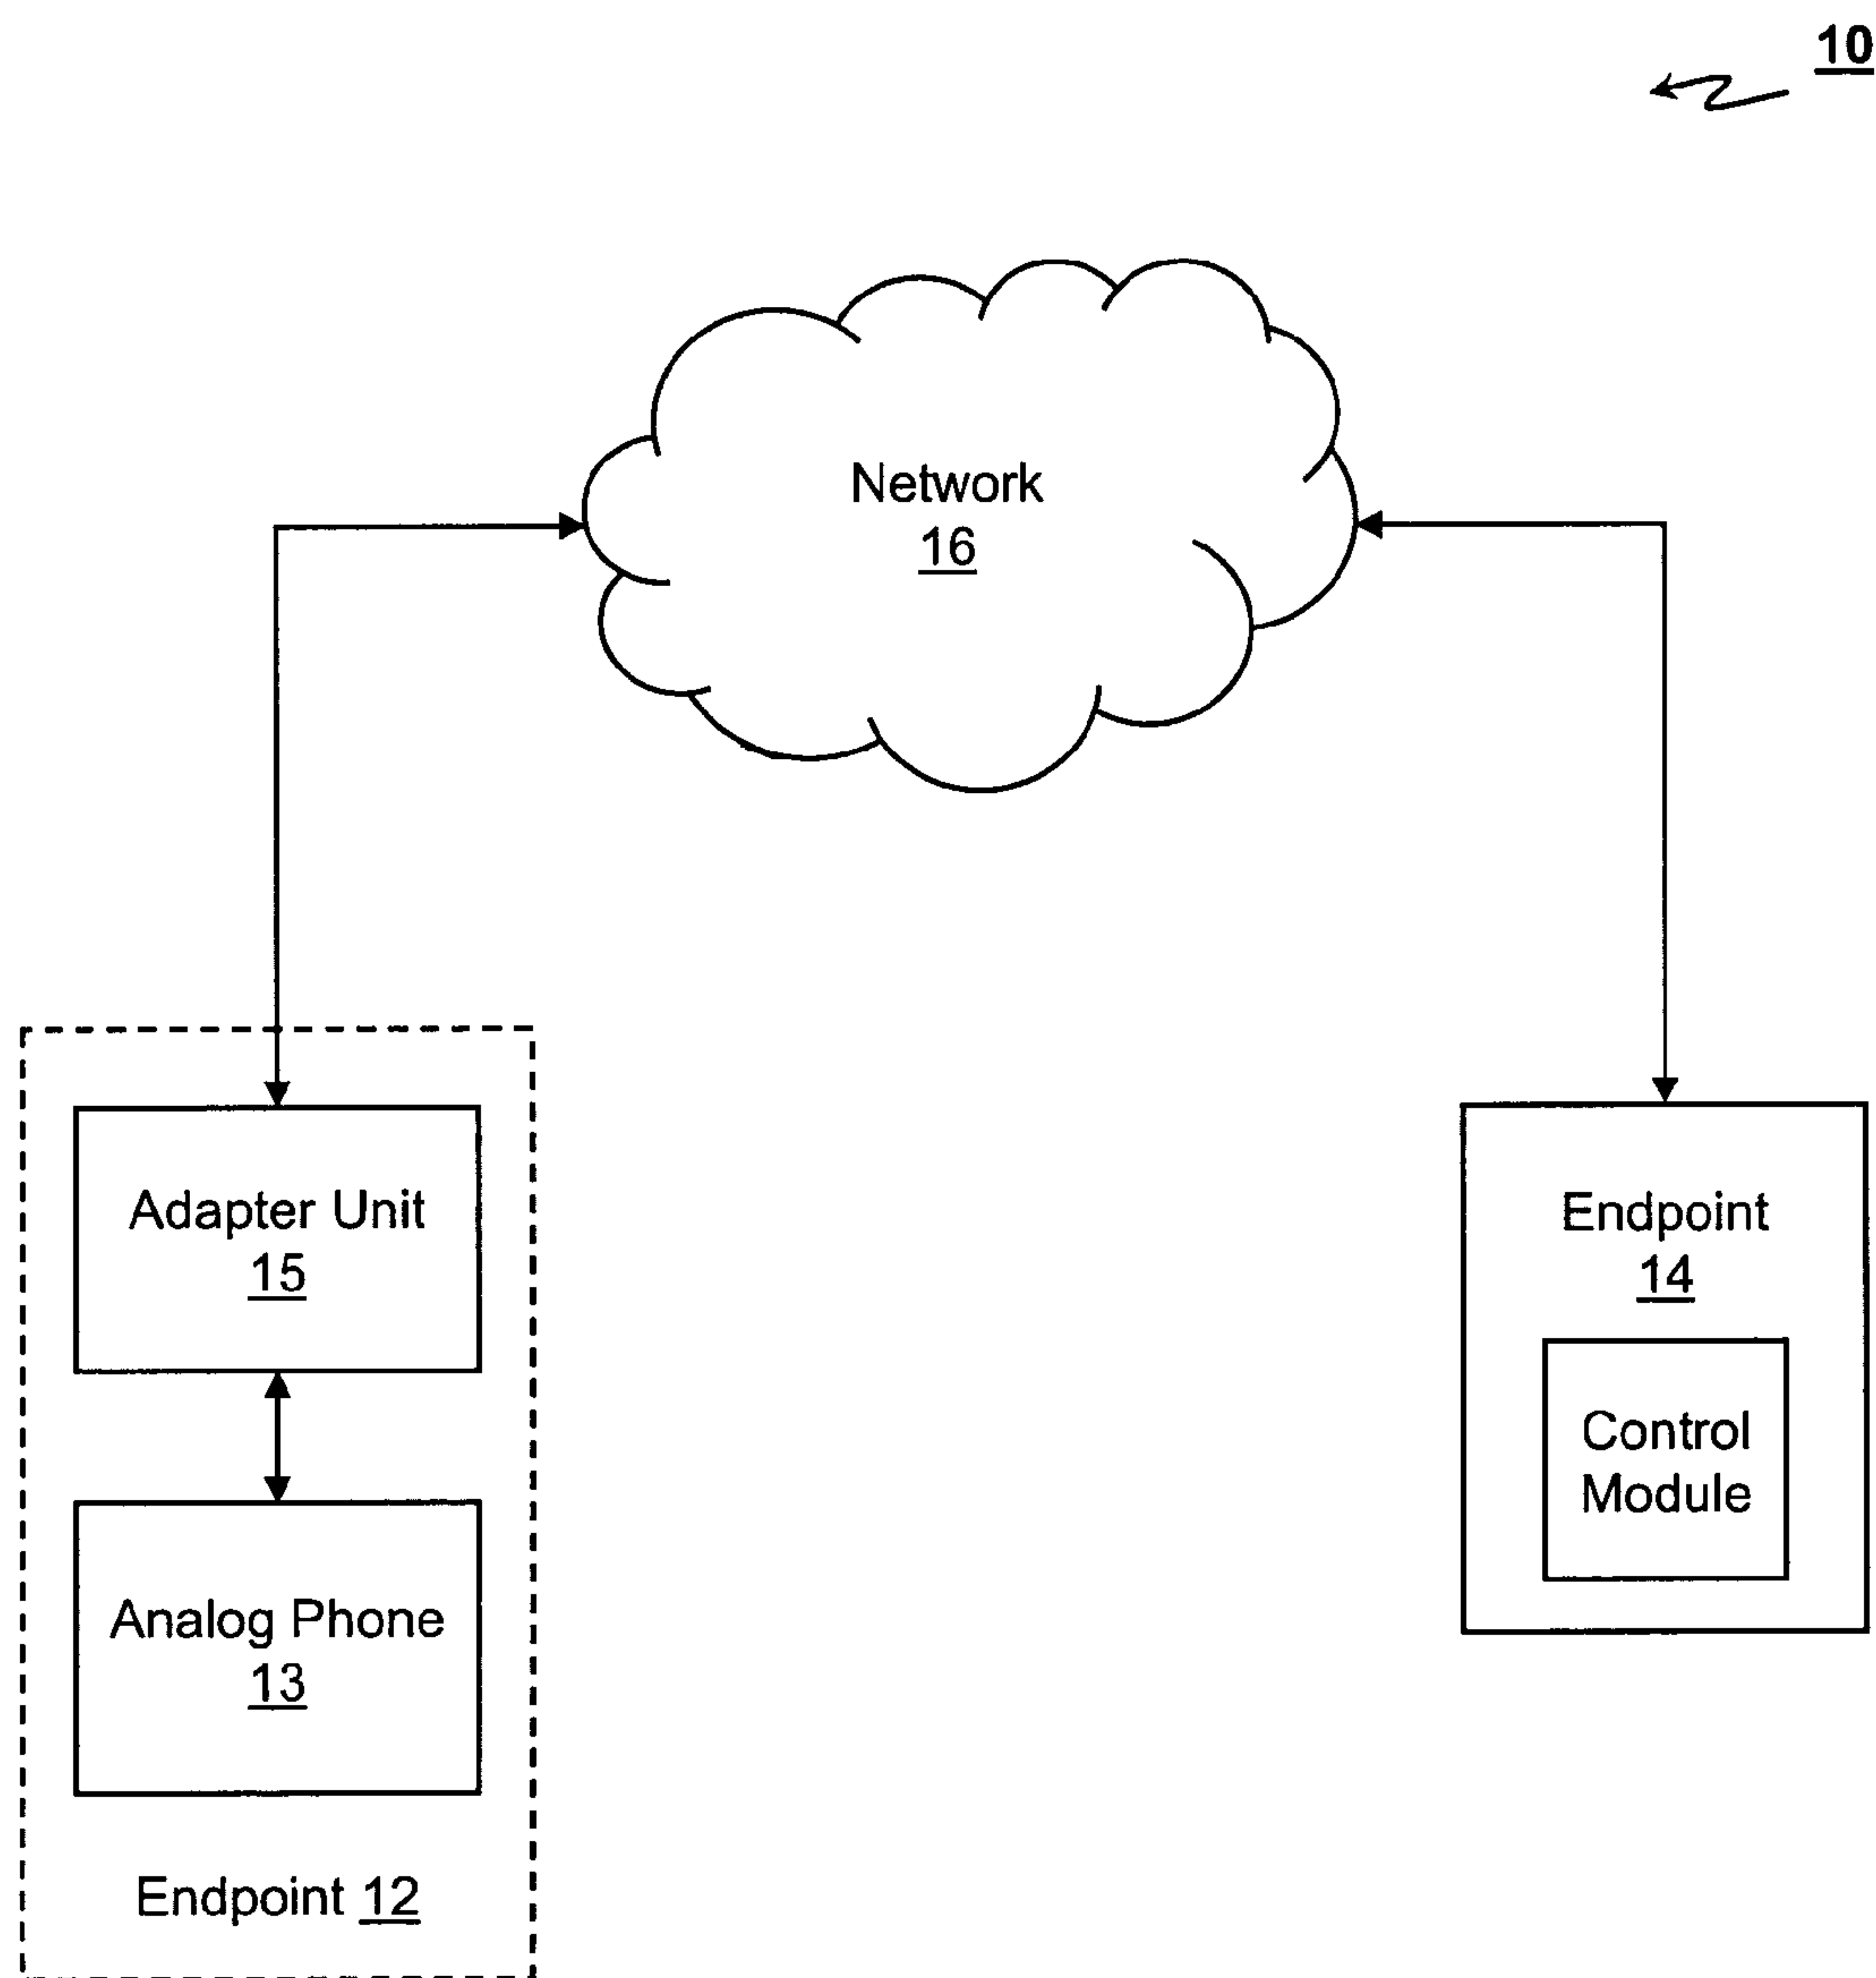 10
Network
16
Adapter Unit
15
Analog Phone
13
Endpoint 12
Endpoint
14
Control
Module